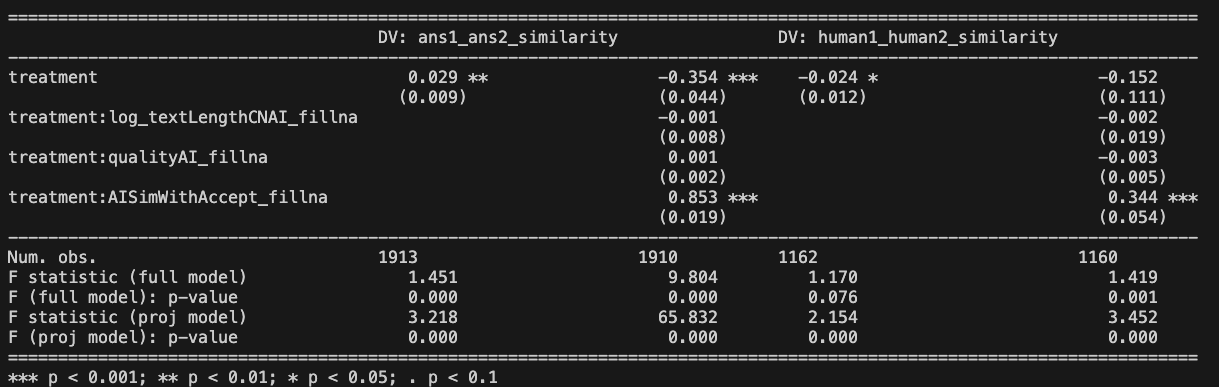 DV: ans1_ans2_similarity DV: human1_human2_similarity
treatment 0.029 ** -0.354 *** -0.024 * -0.152
(0.009) (0.044) (0.012) (0.111)
treatment:log_textLengthCNAI_fillna -0.001 -0.002
(0.008) (0.019)
treatment:qualityAI_fillna 0.001 -0.003
(0.002) (0.005)
treatment:AISimWithAccept_fillna 0.853 *** 0.344 ***
(0.019) (0.054)
Num. obs. 1913 1910 1162 1160
F statistic (full model) 1.451 9.804 1.170 1.419
F (full model): p-value 0.000 0.000 0.076 0.001
F statistic (proj model) 3.218 65.832 2.154 3.452
F (proj model): p-value 0.000 0.000 0.000 0.000
*** p < 0.001; ** p < 0.01; * p < 0.05; . p < 0.1